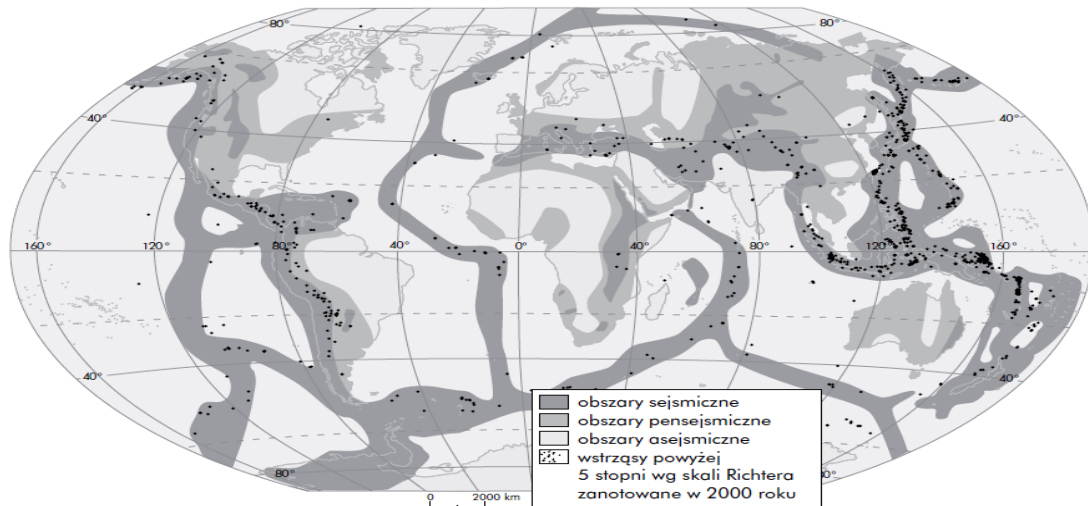 80° 80°
40° 40°
160° 120° 80° 40° 0° 40° 80° 120° 160°
40° 40°
80° 80°
obszary sejsmiczne
obszary pensejsmiczne
obszary asejsmiczne
wstrząsy powyżej
5 stopni wg skali Richtera
zanotowane w 2000 roku
0 2000 km